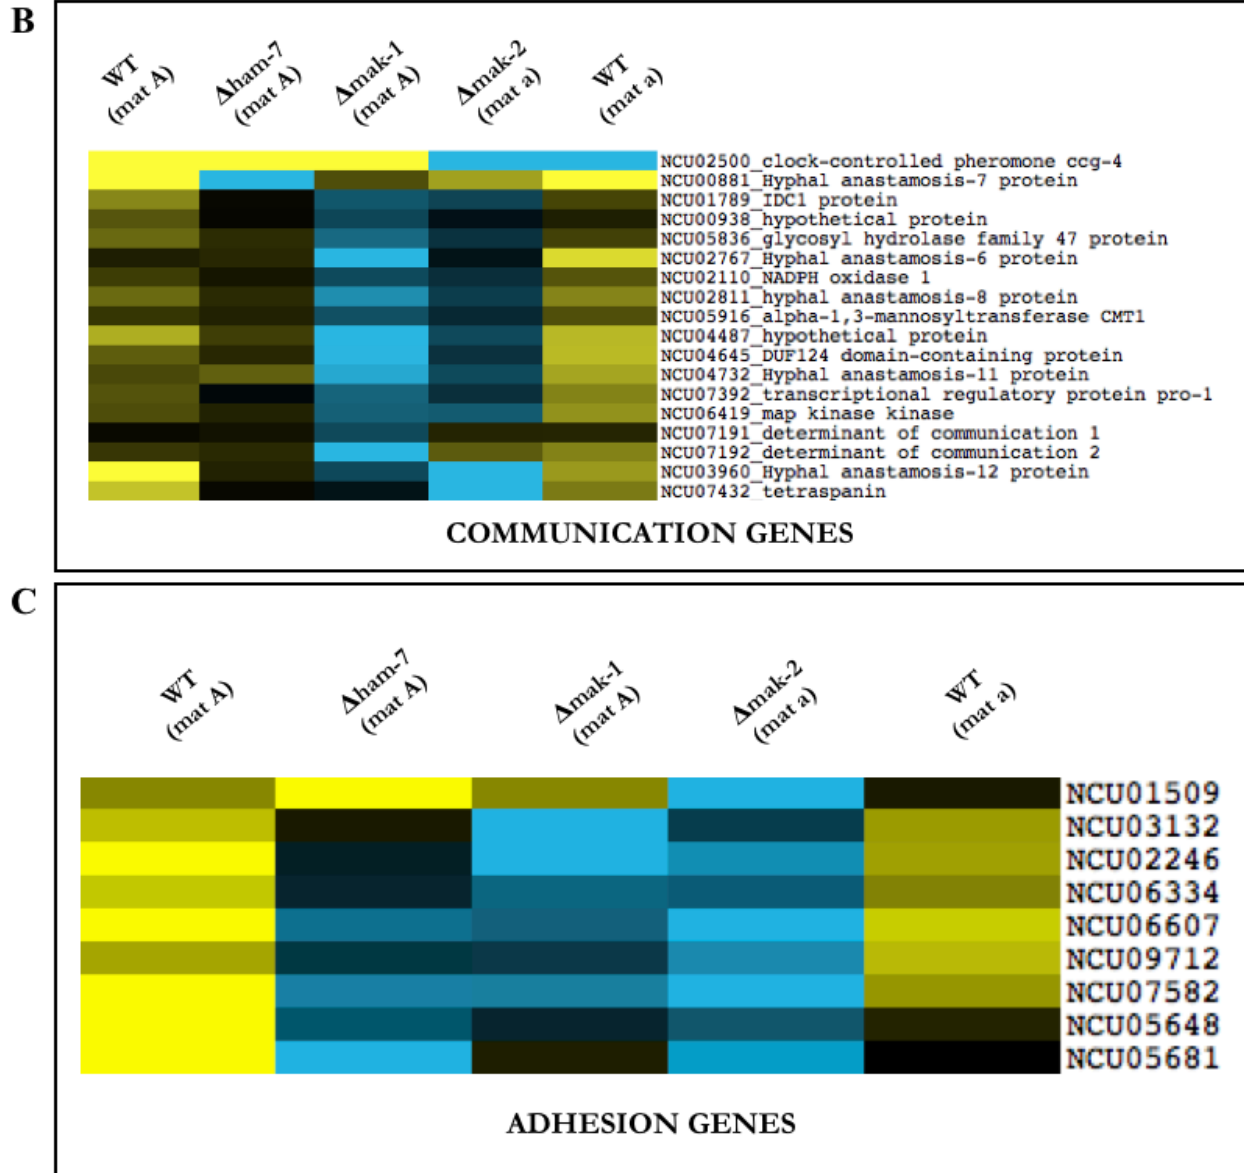 B
WT
(mat A)
Δham-7
(mat A)
Δmak-1
(mat A)
Δmak-2
(mat a)
WT
(mat a)
NCU02500_clock-controlled pheromone ccg-4
NCU00881_Hyphal anastamosis-7 protein
NCU01789_IDC1 protein
NCU00938_hypothetical protein
NCU05836_glycosyl hydrolase family 47 protein
NCU02767_Hyphal anastamosis-6 protein
NCU02110_NADPH oxidase 1
NCU02811_hyphal anastamosis-8 protein
NCU05916_alpha-1,3-mannosyltransferase CMT1
NCU04487_hypothetical protein
NCU04645_DUF124 domain-containing protein
NCU04732_Hyphal anastamosis-11 protein
NCU07392_transcriptional regulatory protein pro-1
NCU06419_map kinase kinase
NCU07191_determinant of communication 1
NCU07192_determinant of communication 2
NCU03960_Hyphal anastamosis-12 protein
NCU07432_tetraspanin
COMMUNICATION GENES
C
WT
(mat A)
Δham-7
(mat A)
Δmak-1
(mat A)
Δmak-2
(mat a)
WT
(mat a)
NCU01509
NCU03132
NCU02246
NCU06334
NCU06607
NCU09712
NCU07582
NCU05648
NCU05681
ADHESION GENES